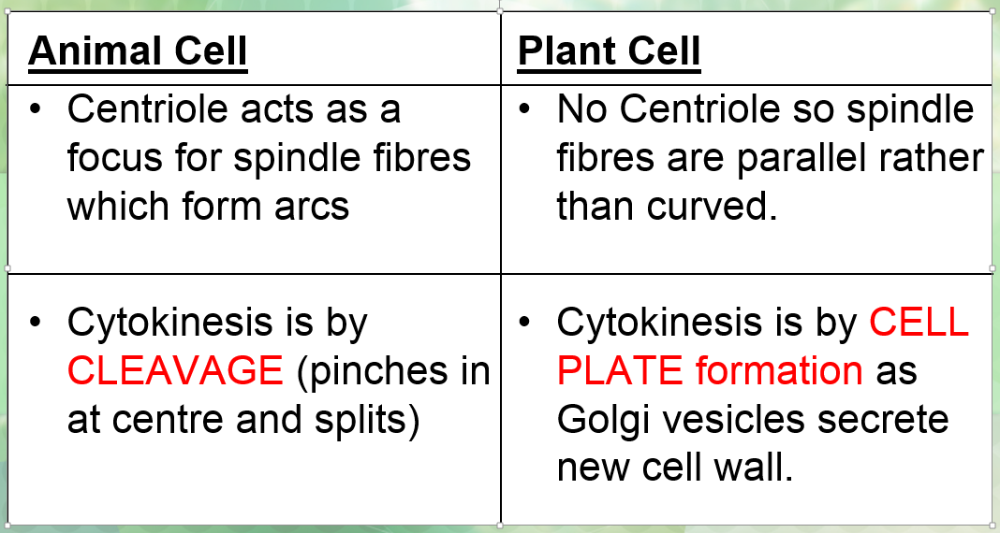 Animal Cell
Plant Cell
• Centriole acts as a
focus for spindle fibres
which form arcs
• No Centriole so spindle
fibres are parallel rather
than curved.
• Cytokinesis is by
CLEAVAGE (pinches in
at centre and splits)
• Cytokinesis is by CELL
PLATE formation as
Golgi vesicles secrete
new cell wall.